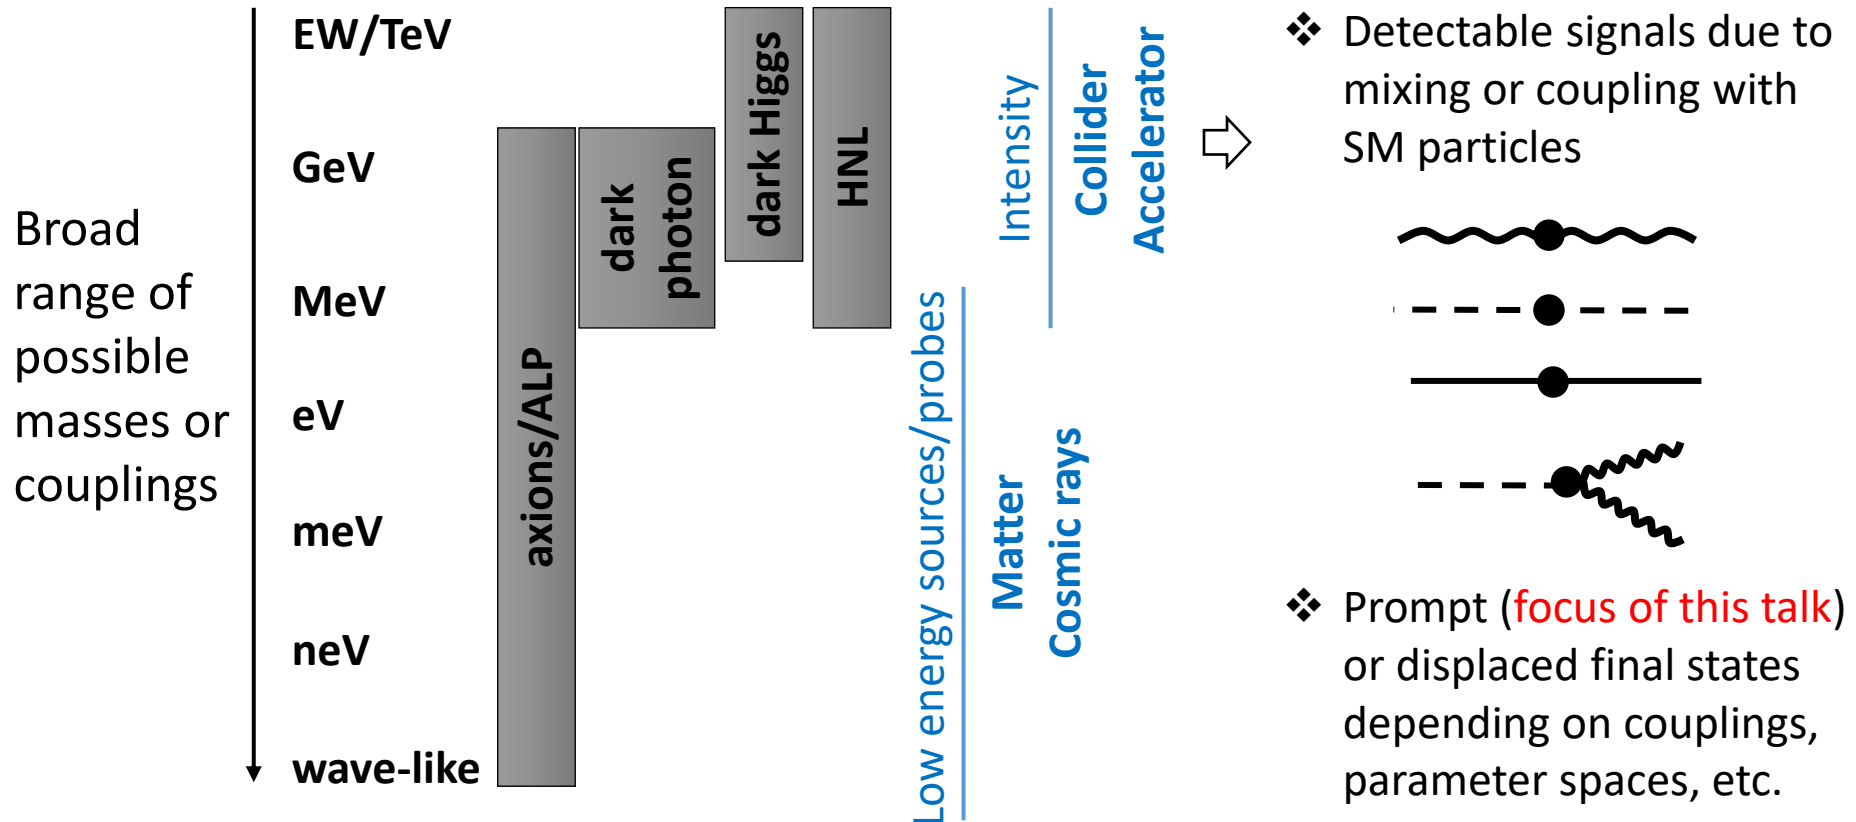 Broad
range of
possible
masses or
couplings
EW/TeV
GeV
MeV
eV
meV
neV
wave-like
axions/ALP
dark
photon
dark Higgs
HNL
Low energy sources/probes
Matter
Cosmic rays
Intensity
Collider
Accelerator
❖ Detectable signals due to
mixing or coupling with
SM particles
❖ Prompt (focus of this talk)
or displaced final states
depending on couplings,
parameter spaces, etc.